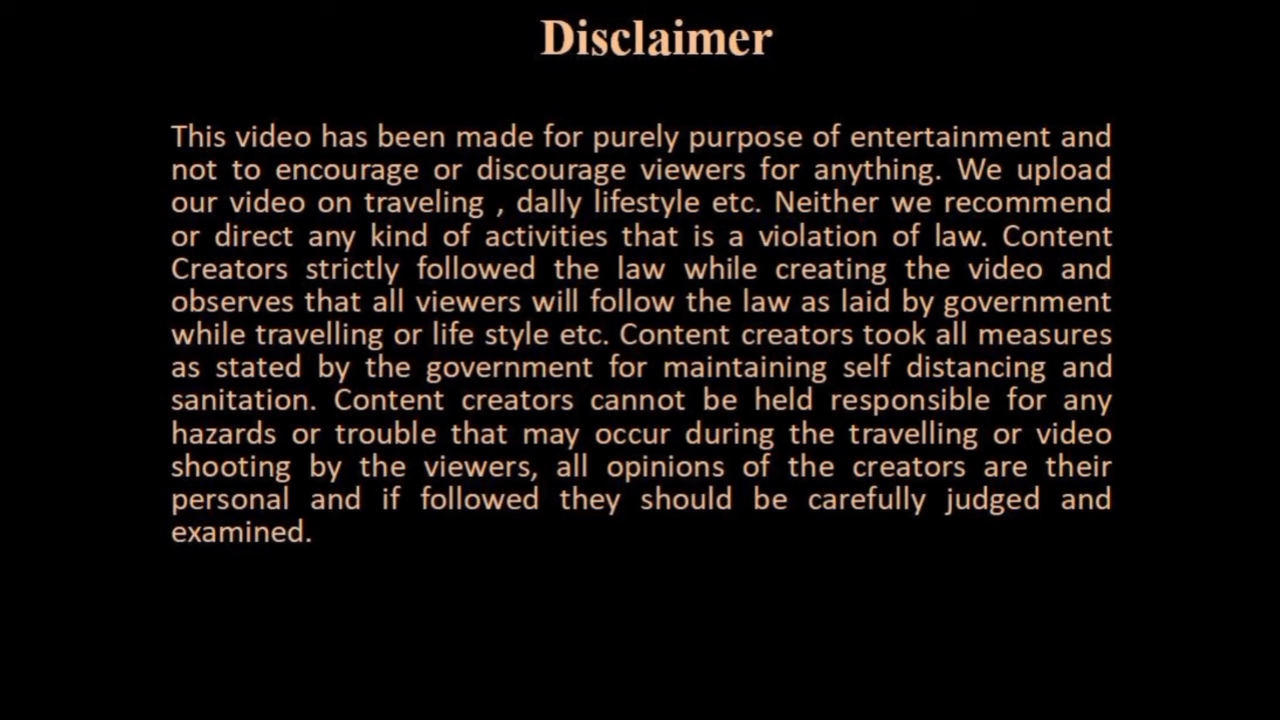 Disclaimer
This video has been made for purely purpose of entertainment and
not to encourage or discourage viewers for anything. We upload
our video on traveling , dally lifestyle etc. Neither we recommend
or direct any kind of activities that is a violation of law. Content
Creators strictly followed the law while creating the video and
observes that all viewers will follow the law as laid by government
while travelling or life style etc. Content creators took all measures
as stated by the government for maintaining self distancing and
sanitation. Content creators cannot be held responsible for any
hazards or trouble that may occur during the travelling or video
shooting by the viewers, all opinions of the creators are their
personal and if followed they should be carefully judged and
examined.